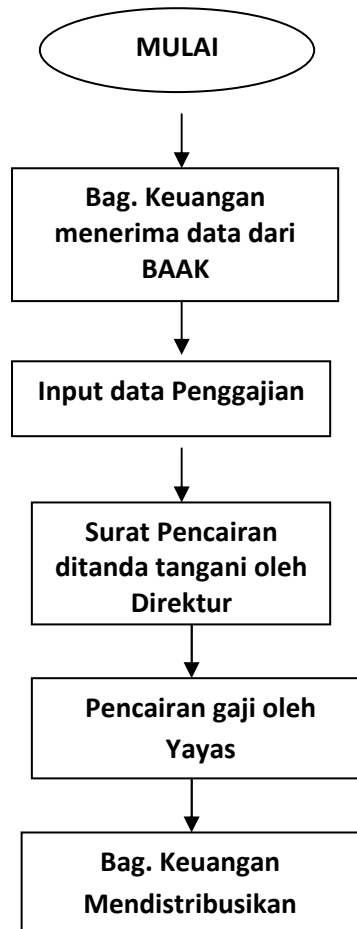 MULAI
Bag. Keuangan
menerima data dari
BAAK
Input data Penggajian
Surat Pencairan
ditanda tangani oleh
Direktur
Pencairan gaji oleh
Yayas
Bag. Keuangan
Mendistribusikan